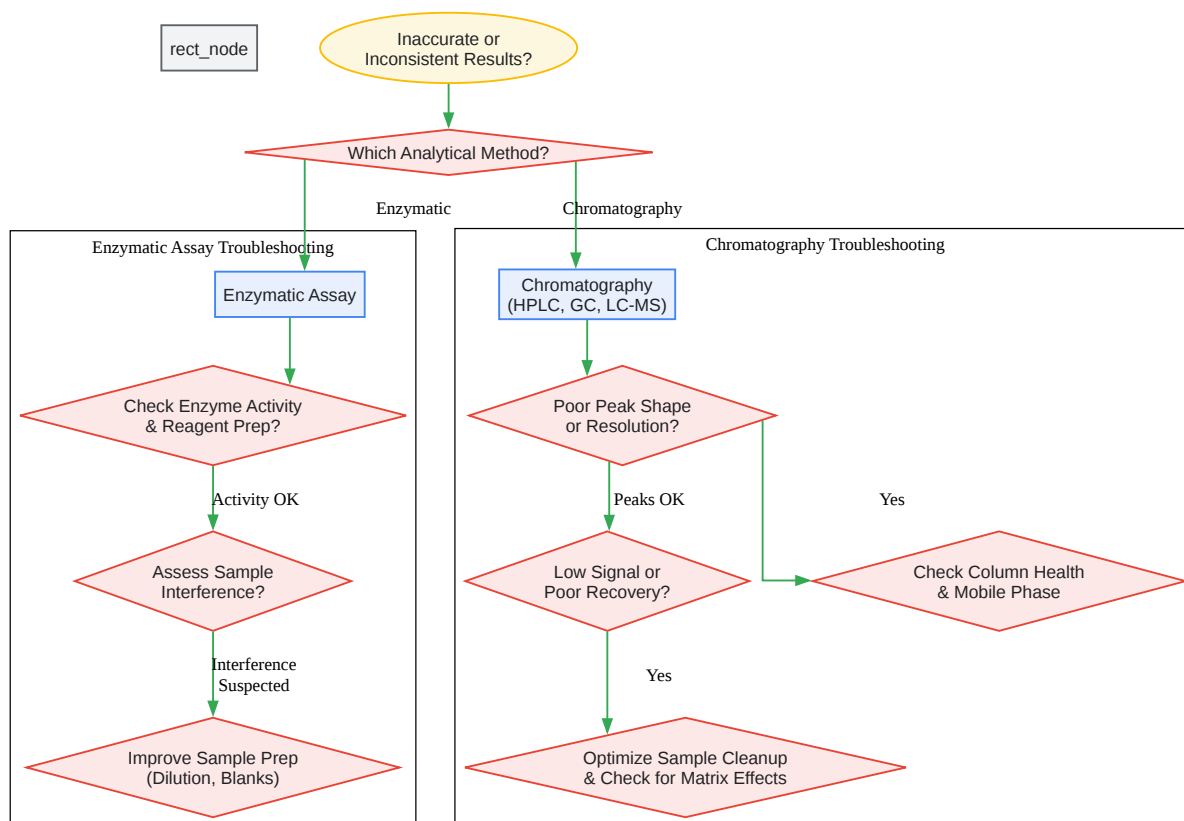 rect_node
Inaccurate or
Inconsistent Results?
Which Analytical Method?
Enzymatic
Chromatography
Enzymatic Assay Troubleshooting
Chromatography Troubleshooting
Enzymatic Assay
Chromatography
(HPLC, GC, LC-MS)
Check Enzyme Activity
& Reagent Prep?
Poor Peak Shape
or Resolution?
Activity OK
Peaks OK
Yes
Assess Sample
Interference?
Low Signal or
Poor Recovery?
Check Column Health
& Mobile Phase
Interference
Suspected
Yes
Improve Sample Prep
(Dilution, Blanks)
Optimize Sample Cleanup
& Check for Matrix Effects